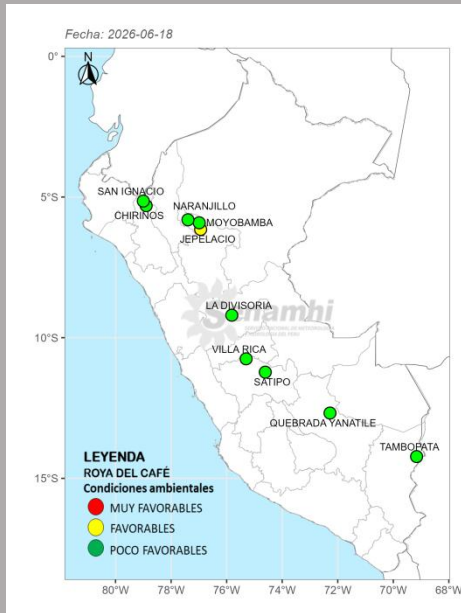 Fecha: 2026-06-18
N
0°
5°S
10°S
15°S
SAN IGNACIO
CHIRINOS
NARANJILLO
MOYOBAMBA
JEPELACIO
LA DIVISORIA
Senamhi
VILLA RICA
SATIPO
QUEBRADA YANATILE
TAMBOPATA
LEYENDA
ROYA DEL CAFÉ
Condiciones ambientales
MUY FAVORABLES
FAVORABLES
POCO FAVORABLES
80°W 78°W 76°W 74°W 72°W 70°W 68°W